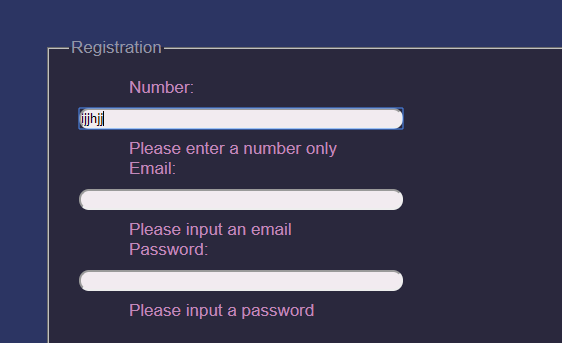 Registration
Number:
ijjhjj
Please enter a number only
Email:
Please input an email
Password:
Please input a password